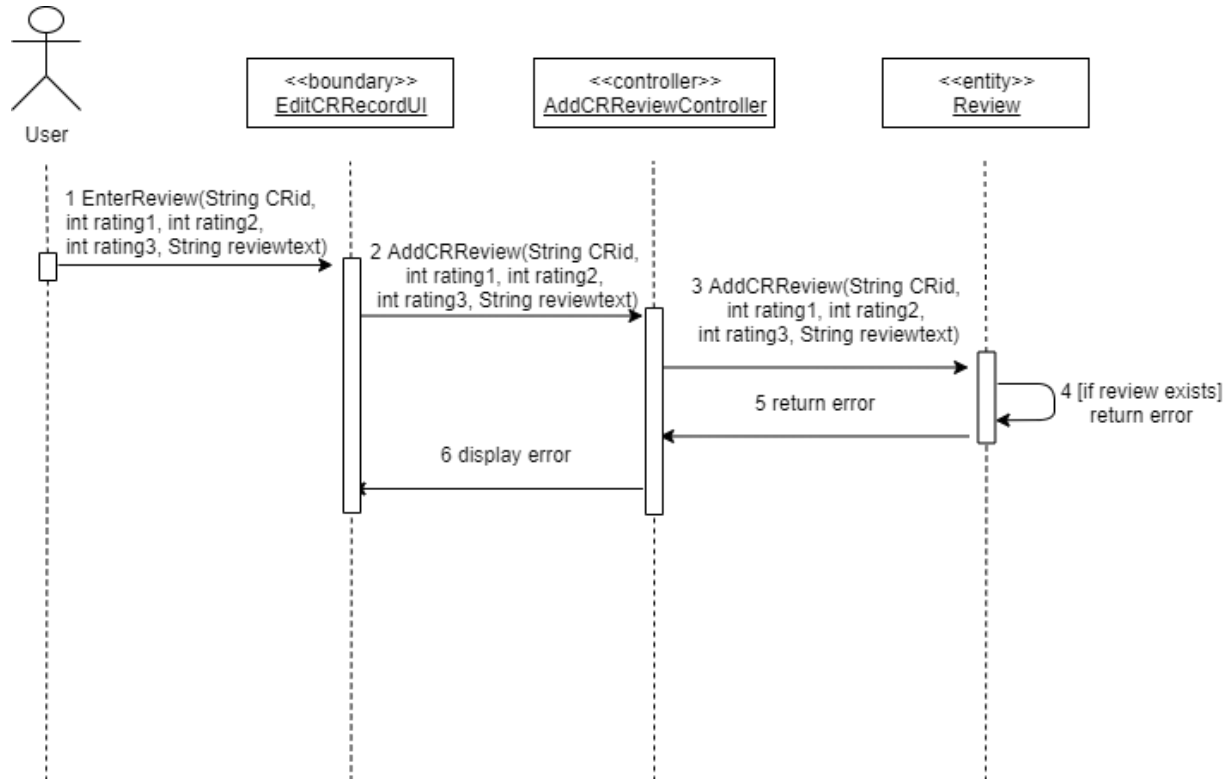 User
<<boundary>>
EditCRRecordUI
<<controller>>
AddCRReviewController
<<entity>>
Review
1 EnterReview(String CRid,
int rating1, int rating2,
int rating3, String reviewtext)
2 AddCRReview(String CRid,
int rating1, int rating2,
int rating3, String reviewtext)
3 AddCRReview(String CRid,
int rating1, int rating2,
int rating3, String reviewtext)
4 [if review exists]
return error
5 return error
6 display error